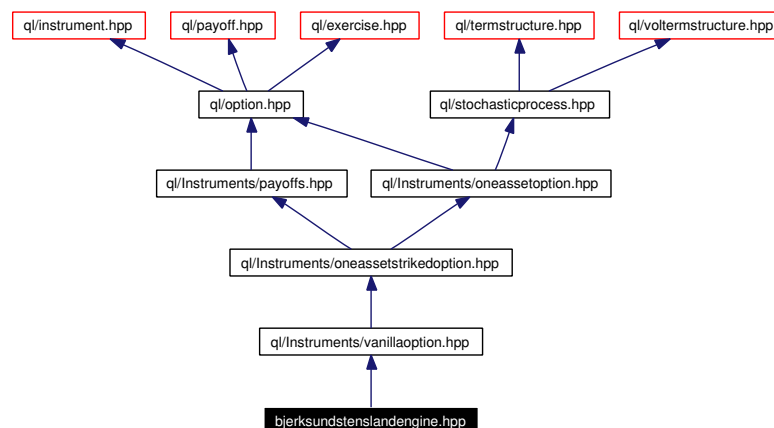 ql/instrument.hpp
ql/payoff.hpp
ql/exercise.hpp
ql/termstructure.hpp
ql/voltermstructure.hpp
ql/option.hpp
ql/stochasticprocess.hpp
ql/Instruments/payoffs.hpp
ql/Instruments/oneassetoption.hpp
ql/Instruments/oneassetstrikedoption.hpp
ql/Instruments/vanillaoption.hpp
bjerksundstenslandengine.hpp